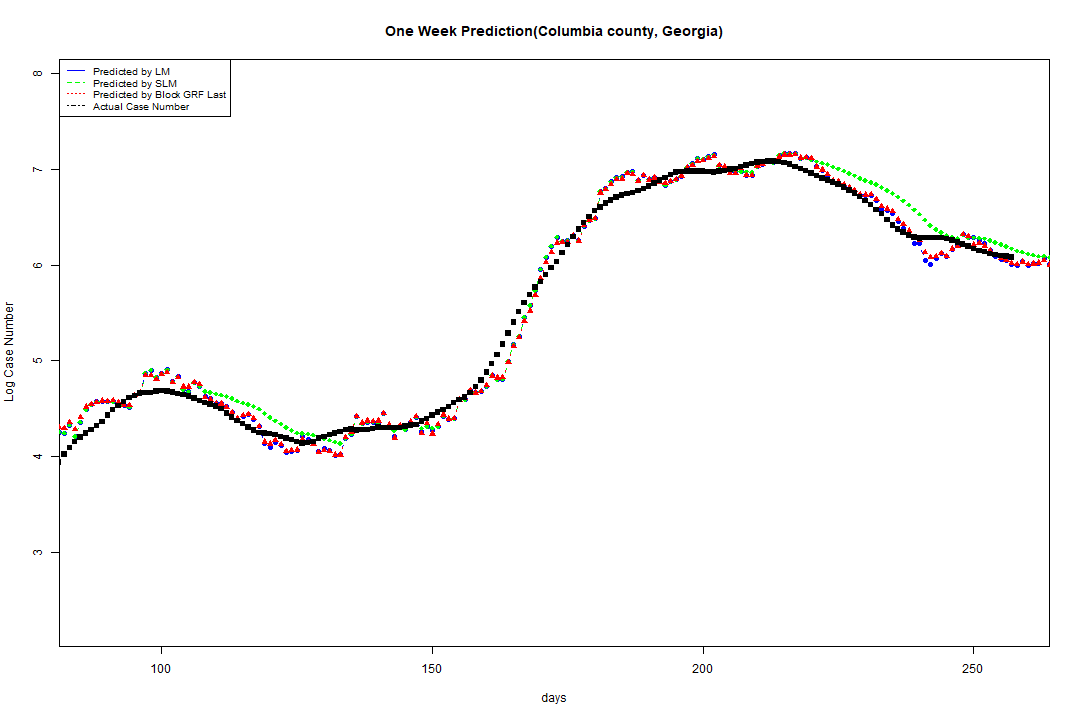 One Week Prediction(Columbia county, Georgia)
Predicted by LM
Predicted by SLM
Predicted by Block GRF Last
Actual Case Number
8
7
6
5
4
3
Log Case Number
100 150 200 250
days